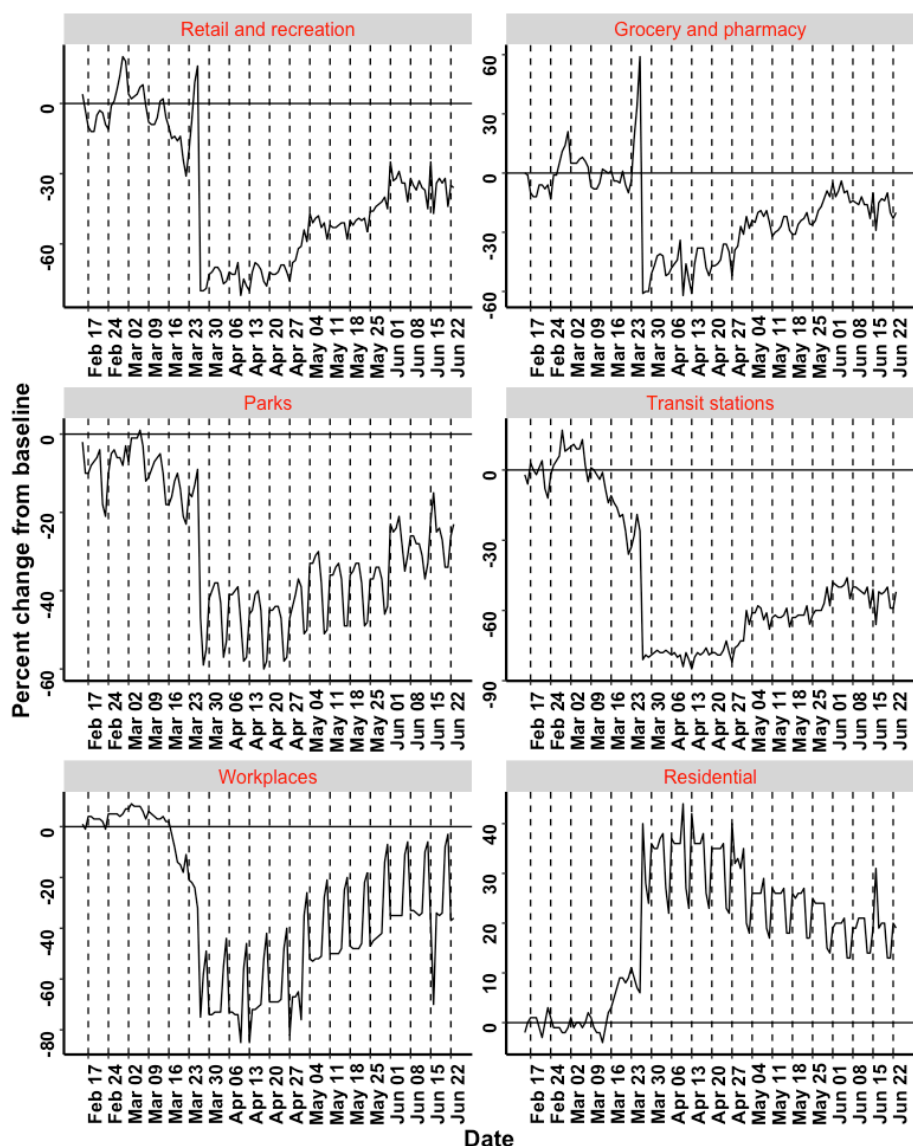 Retail and recreation
Grocery and pharmacy
0
-30
-60
60
30
0
-30
-60
Feb 17
Feb 24
Mar 02
Mar 09
Mar 16
Mar 23
Mar 30
Apr 06
Apr 13
Apr 20
Apr 27
May 04
May 11
May 18
May 25
Jun 01
Jun 08
Jun 15
Jun 22
Feb 17
Feb 24
Mar 02
Mar 09
Mar 16
Mar 23
Mar 30
Apr 06
Apr 13
Apr 20
Apr 27
May 04
May 11
May 18
May 25
Jun 01
Jun 08
Jun 15
Jun 22
Percent change from baseline
Parks
Transit stations
0
-20
-40
-60
0
-30
-60
-90
Feb 17
Feb 24
Mar 02
Mar 09
Mar 16
Mar 23
Mar 30
Apr 06
Apr 13
Apr 20
Apr 27
May 04
May 11
May 18
May 25
Jun 01
Jun 08
Jun 15
Jun 22
Feb 17
Feb 24
Mar 02
Mar 09
Mar 16
Mar 23
Mar 30
Apr 06
Apr 13
Apr 20
Apr 27
May 04
May 11
May 18
May 25
Jun 01
Jun 08
Jun 15
Jun 22
Workplaces
Residential
0
-20
-40
-60
-80
40
30
20
10
0
Feb 17
Feb 24
Mar 02
Mar 09
Mar 16
Mar 23
Mar 30
Apr 06
Apr 13
Apr 20
Apr 27
May 04
May 11
May 18
May 25
Jun 01
Jun 08
Jun 15
Jun 22
Feb 17
Feb 24
Mar 02
Mar 09
Mar 16
Mar 23
Mar 30
Apr 06
Apr 13
Apr 20
Apr 27
May 04
May 11
May 18
May 25
Jun 01
Jun 08
Jun 15
Jun 22
Date